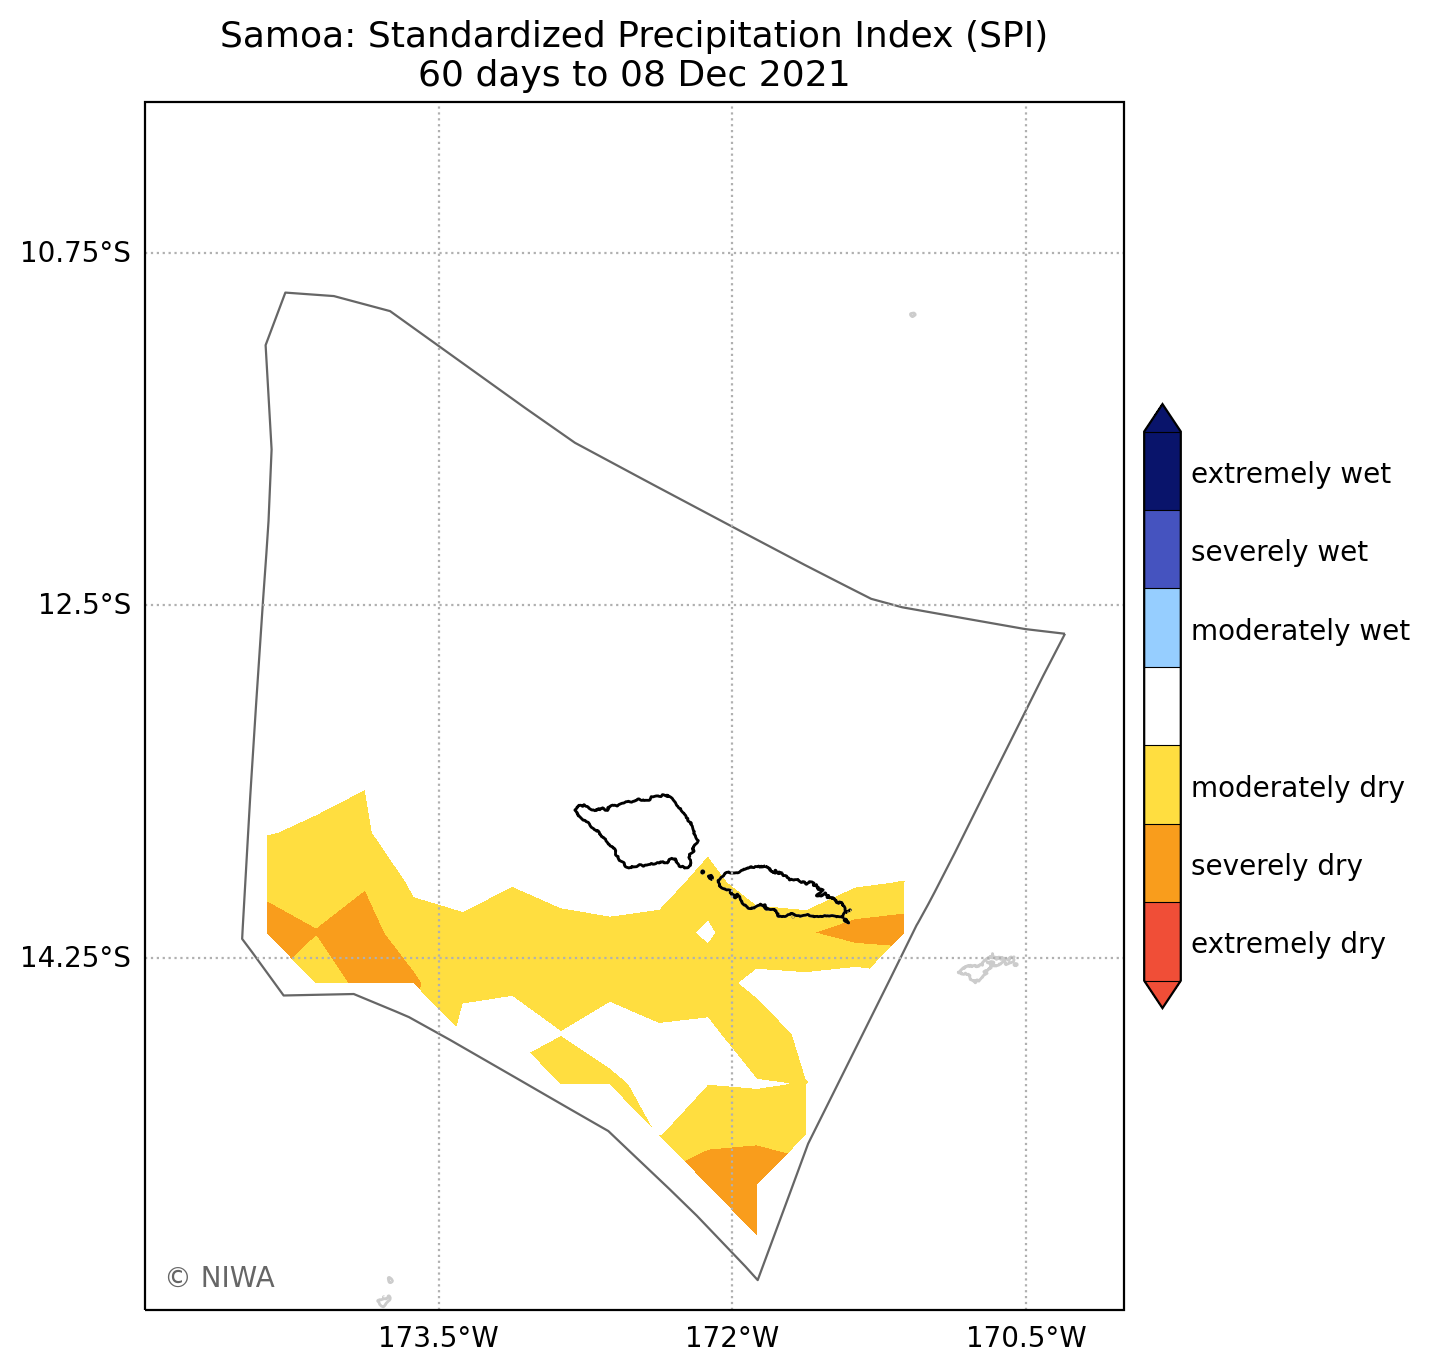 Samoa: Standardized Precipitation Index (SPI)
60 days to 08 Dec 2021
10.75°S
12.5°S
14.25°S
173.5°W
172°W
170.5°W
extremely wet
severely wet
moderately wet
moderately dry
severely dry
extremely dry
© NIWA